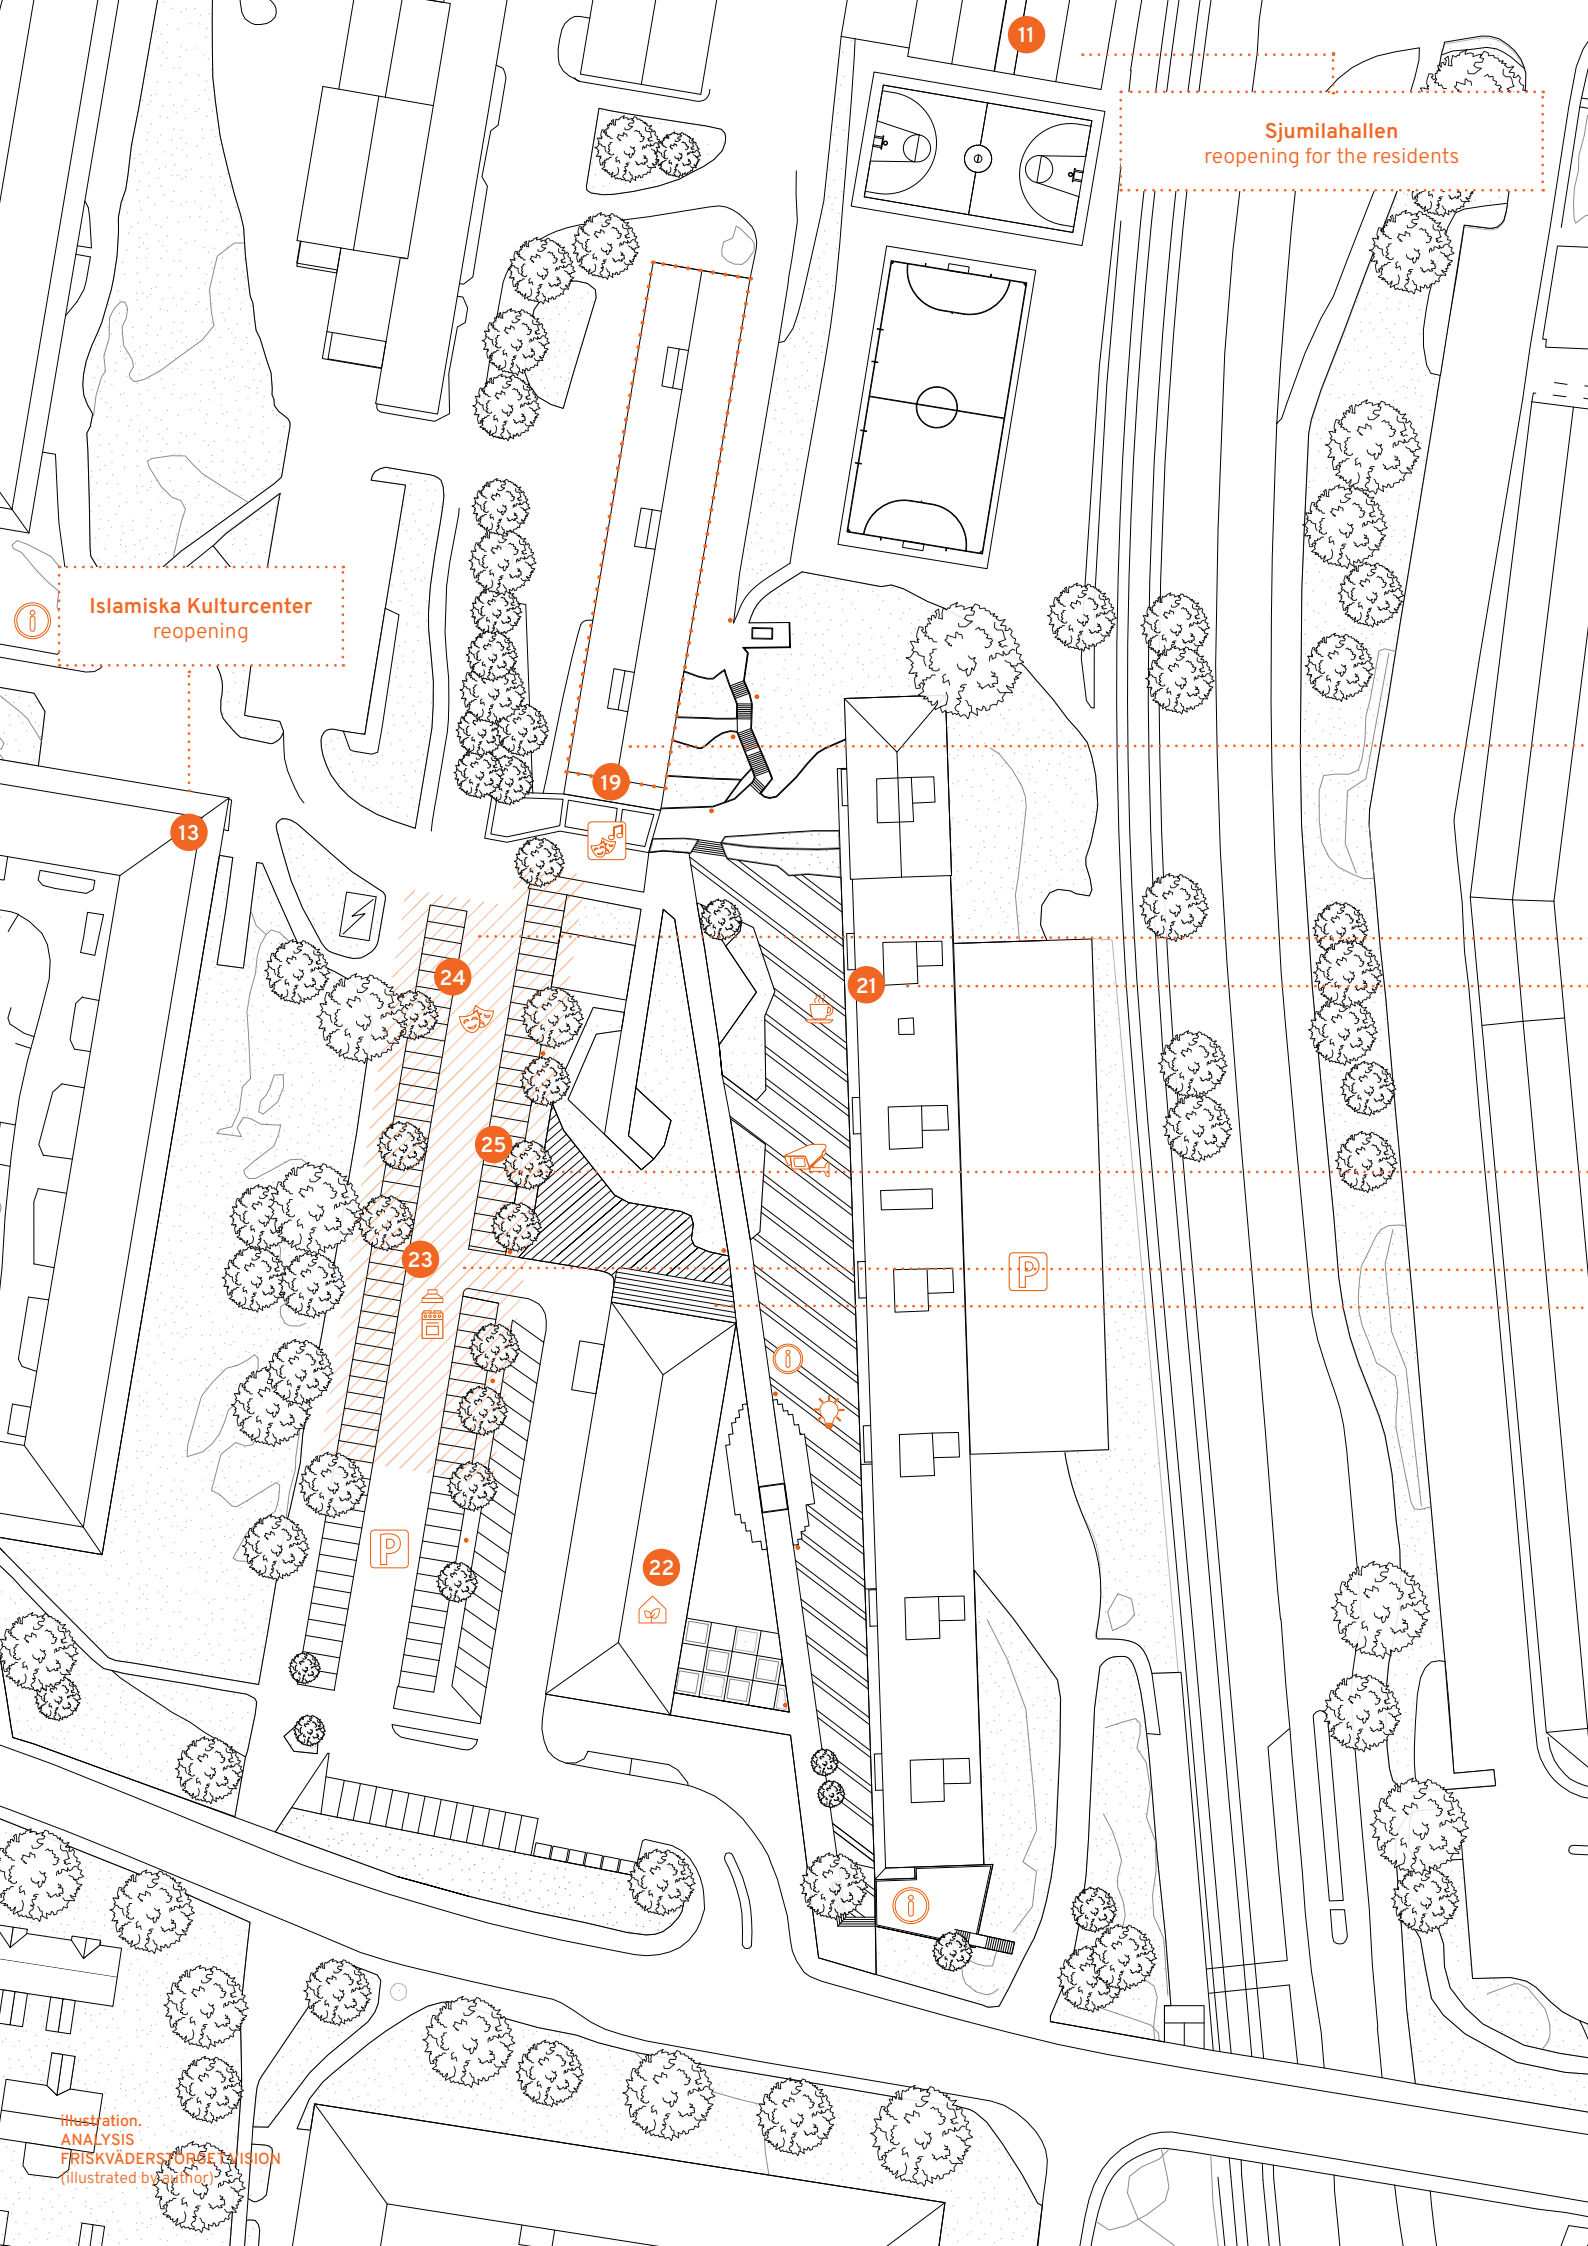 11
Sjumilahallen
reopening for the residents
Islamiska Kulturcenter
reopening
19
13
24
21
25
23
P
22
P
illustration.
ANALYSIS
FRISKVÄDERSTORGET VISION
(illustrated by author)